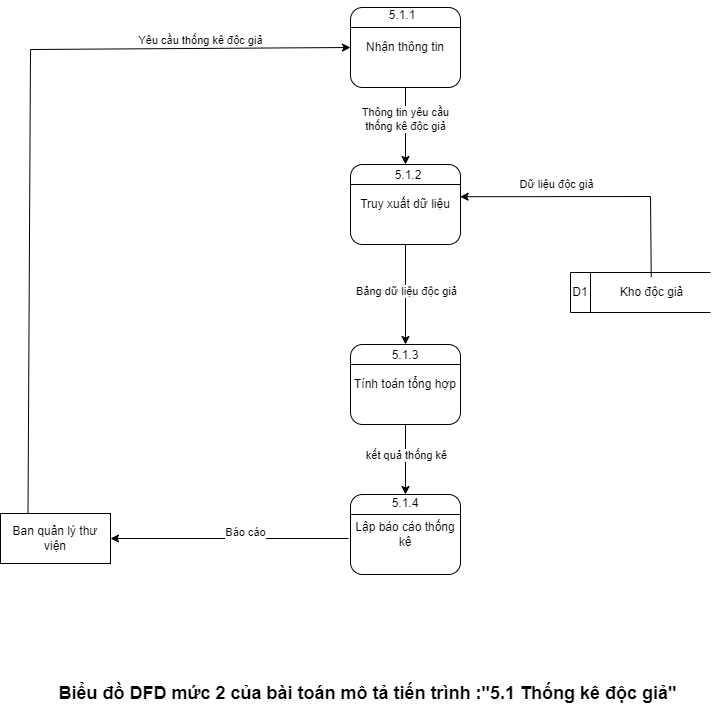 5.1.1
Yêu cầu thống kê độc giả
Nhận thông tin
Thông tin yêu cầu
thống kê độc giả
5.1.2
Dữ liệu độc giả
Truy xuất dữ liệu
Bảng dữ liệu độc giả
D1
Kho độc giả
5.1.3
Tính toán tổng hợp
kết quả thống kê
5.1.4
Lập báo cáo thống
kê
Ban quản lý thư
viện
Báo cáo
Biểu đồ DFD mức 2 của bài toán mô tả tiến trình :"5.1 Thống kê độc giả"